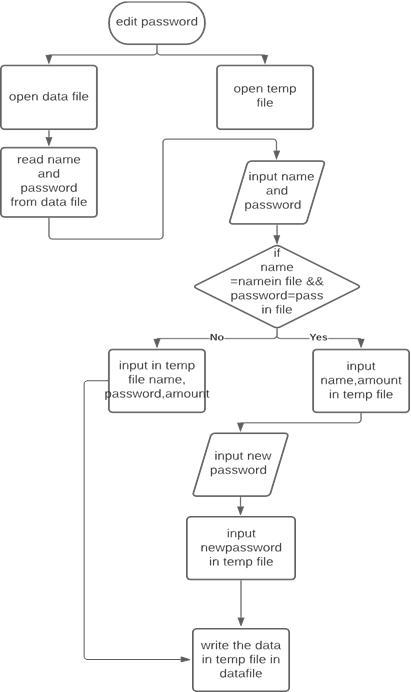 edit password
open data file
open temp
file
read name
and
password
from data file
input name
and
password
if
name
=namein file &&
password=pass
in file
No
Yes
input in temp
file name,
password,amount
input
name,amount
in temp file
input new
password
input
newpassword
in temp file
write the data
in temp file in
datafile